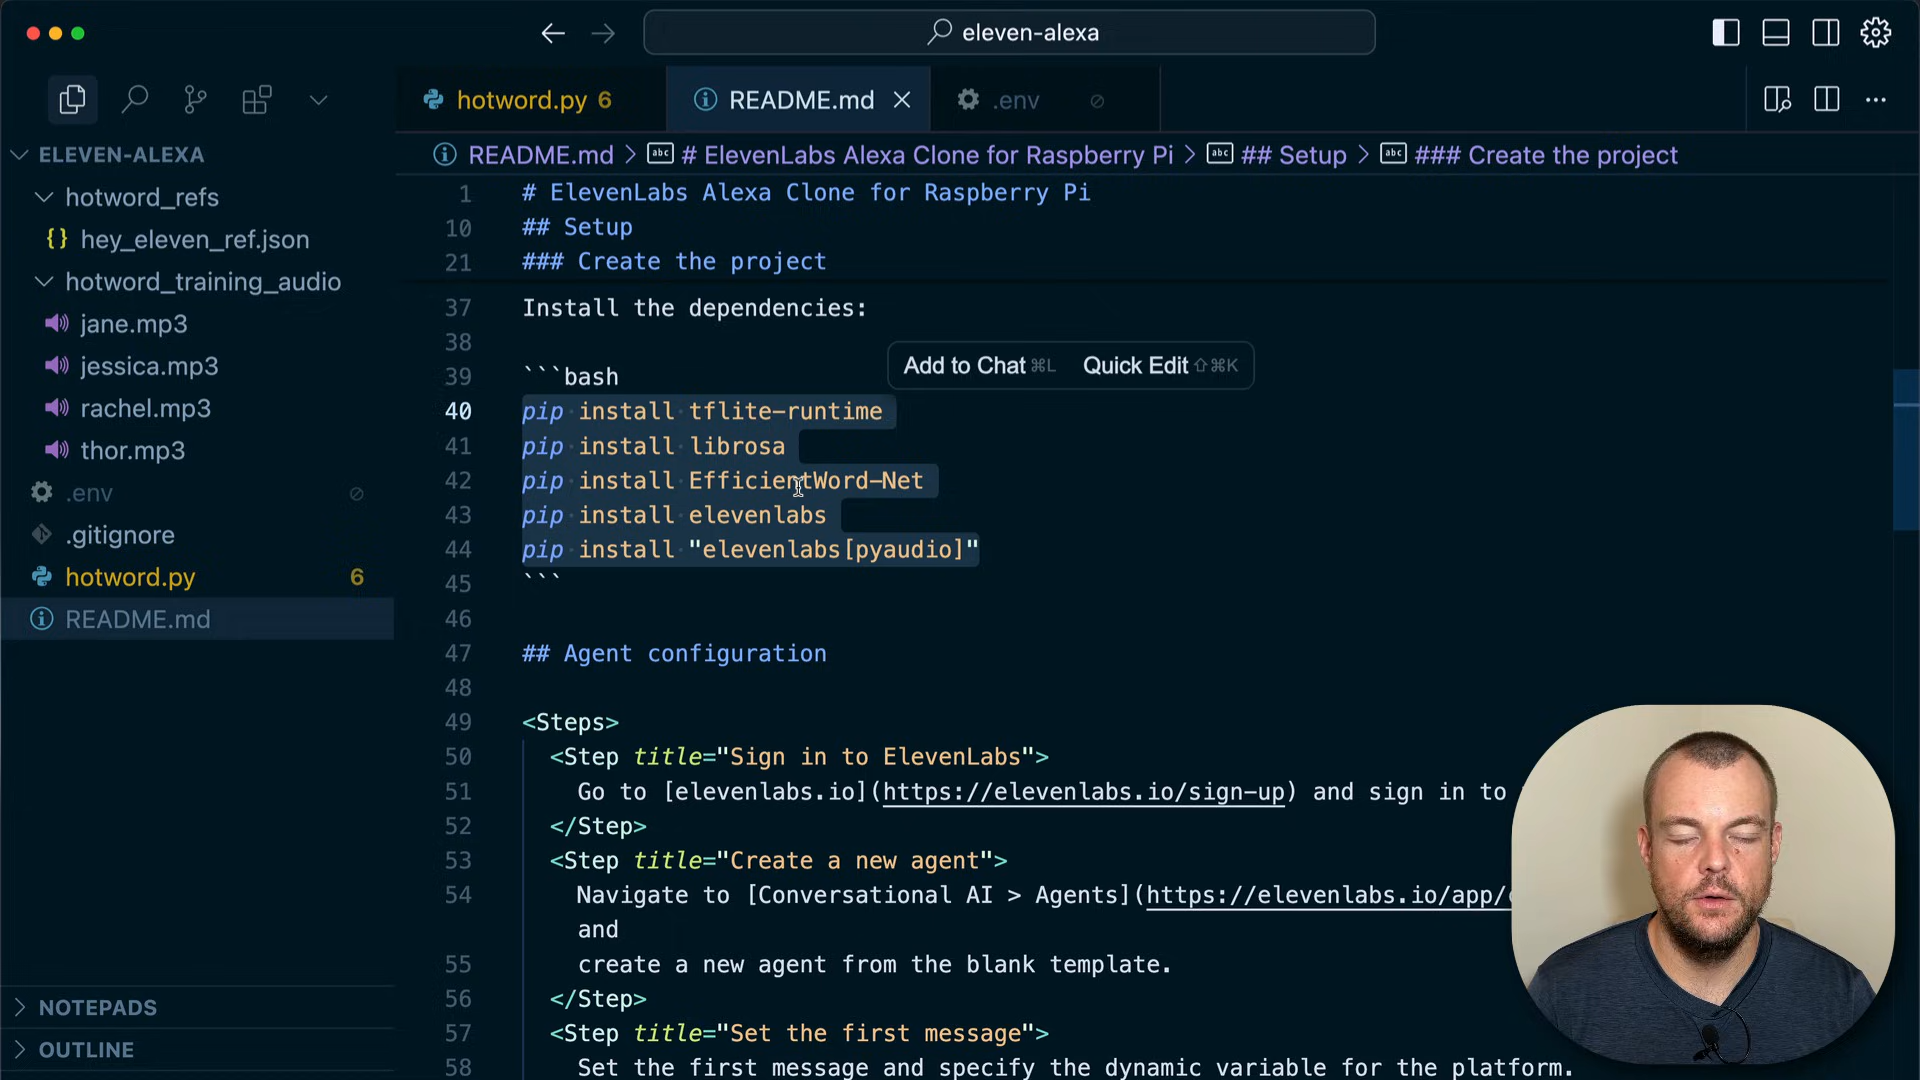 eleven-alexa
hotword.py 6
README.md
.env
ELEVEN-ALEXA
hotword_refs
{} hey_eleven_ref.json
hotword_training_audio
jane.mp3
jessica.mp3
rachel.mp3
thor.mp3
.env
.gitignore
hotword.py 6
README.md
NOTEPADS
OUTLINE
README.md > abc # ElevenLabs Alexa Clone for Raspberry Pi > abc ## Setup > abc ### Create the project
1 # ElevenLabs Alexa Clone for Raspberry Pi
10 ## Setup
21 ### Create the project
37 Install the dependencies:
38
Add to Chat ⌘L Quick Edit ⇧⌘K
39 ```bash
40 pip install tflite-runtime
41 pip install librosa
42 pip install EfficientWord-Net
43 pip install elevenlabs
44 pip install "elevenlabs[pyaudio]"
45 ```
46
47 ## Agent configuration
48
49 <Steps>
50 <Step title="Sign in to ElevenLabs">
51 Go to [elevenlabs.io](https://elevenlabs.io/sign-up) and sign in to
52 </Step>
53 <Step title="Create a new agent">
54 Navigate to [Conversational AI > Agents](https://elevenlabs.io/app/
and
55 create a new agent from the blank template.
56 </Step>
57 <Step title="Set the first message">
58 Set the first message and specify the dynamic variable for the platform.